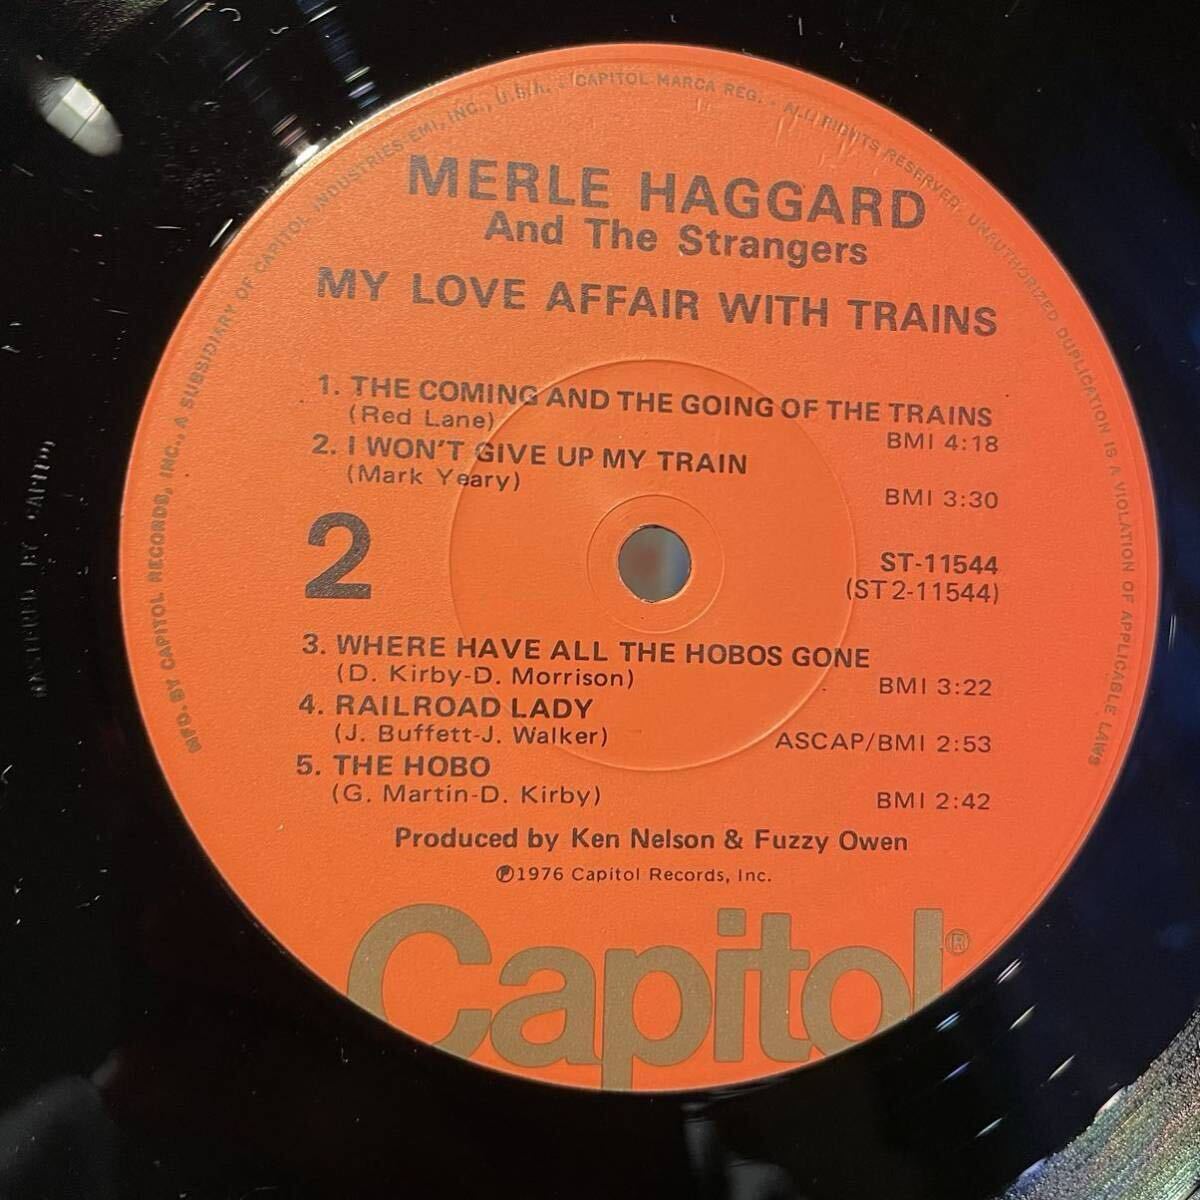 MERLE HAGGARD
And The Strangers
MY LOVE AFFAIR WITH TRAINS
1. THE COMING AND THE GOING OF THE TRAINS
(Red Lane) BMI 4:18
2. I WON'T GIVE UP MY TRAIN
(Mark Yeary) BMI 3:30
2
ST-11544
(ST2-11544)
3. WHERE HAVE ALL THE HOBOS GONE
(D. Kirby-D. Morrison) BMI 3:22
4. RAILROAD LADY
(J. Buffett-J. Walker) ASCAP/BMI 2:53
5. THE HOBO
(G. Martin-D. Kirby) BMI 2:42
Produced by Ken Nelson & Fuzzy Owen
℗1976 Capitol Records, Inc.
Capitol®
MFD. BY CAPITOL RECORDS, INC., A SUBSIDIARY OF CAPITOL INDUSTRIES-EMI, INC., U.S.A. · CAPITOL MARCA REG. · ALL RIGHTS RESERVED. UNAUTHORIZED DUPLICATION IS A VIOLATION OF APPLICABLE LAWS
MASTERED BY CAPITOL